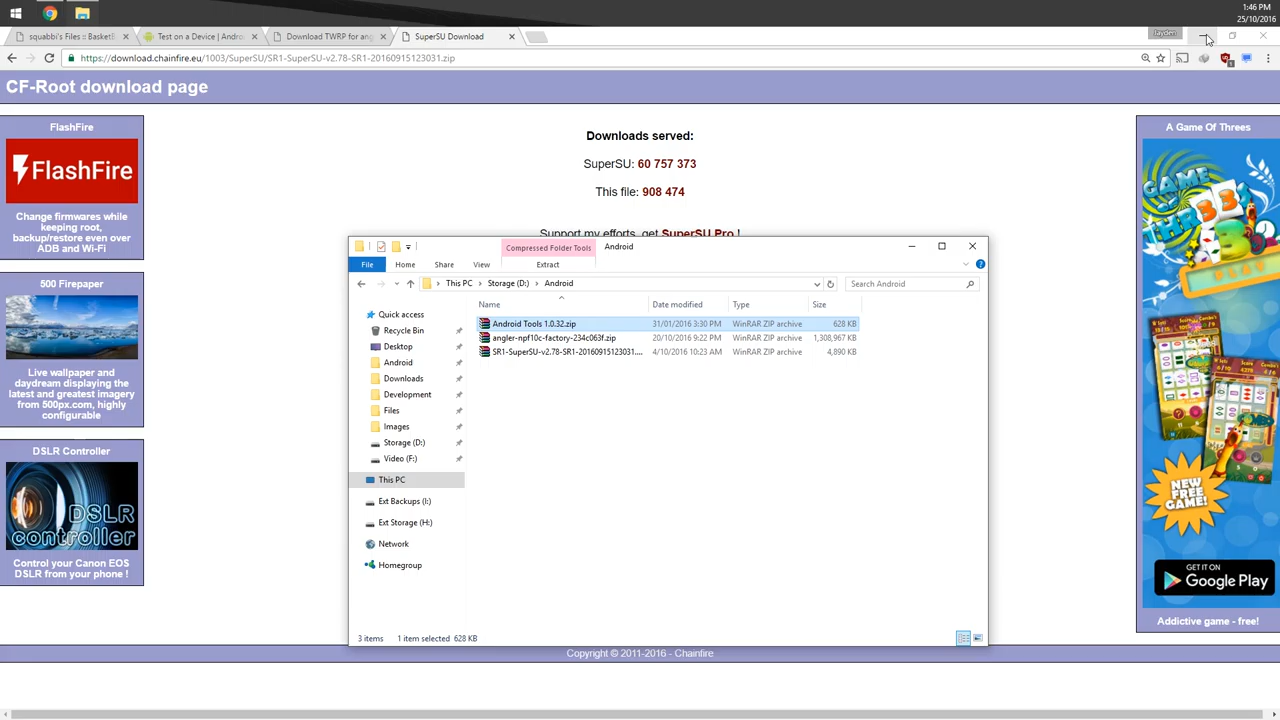 1:46 PM
25/10/2016
squabbi's Files :: BasketB
Test on a Device | Andro
Download TWRP for ang
SuperSU Download
Jayden
https://download.chainfire.eu/1003/SuperSU/SR1-SuperSU-v2.78-SR1-20160915123031.zip
CF-Root download page
FlashFire
FlashFire
Change firmwares while
keeping root,
backup/restore even over
ADB and Wi-Fi
500 Firepaper
Live wallpaper and
daydream displaying the
latest and greatest imagery
from 500px.com, highly
configurable
DSLR Controller
DSLR
controller
Control your Canon EOS
DSLR from your phone !
Downloads served:
SuperSU: 60 757 373
This file: 908 474
Support my efforts, get SuperSU Pro !
Compressed Folder Tools
Android
File
Home
Share
View
Extract
This PC
Storage (D:)
Android
Search Android
Name
Date modified
Type
Size
Android Tools 1.0.32.zip 31/01/2016 3:30 PM WinRAR ZIP archive 628 KB
angler-npf10c-factory-234c063f.zip 20/10/2016 9:22 PM WinRAR ZIP archive 1,308,967 KB
SR1-SuperSU-v2.78-SR1-20160915123031.... 4/10/2016 10:23 AM WinRAR ZIP archive 4,890 KB
Quick access
Recycle Bin
Desktop
Android
Downloads
Development
Files
Images
Storage (D:)
Video (F:)
This PC
Ext Backups (I:)
Ext Storage (H:)
Network
Homegroup
3 items
1 item selected 628 KB
A Game Of Threes
GAME
NEW
FREE
GAME!
GET IT ON
Google Play
Addictive game - free!
Copyright © 2011-2016 - Chainfire